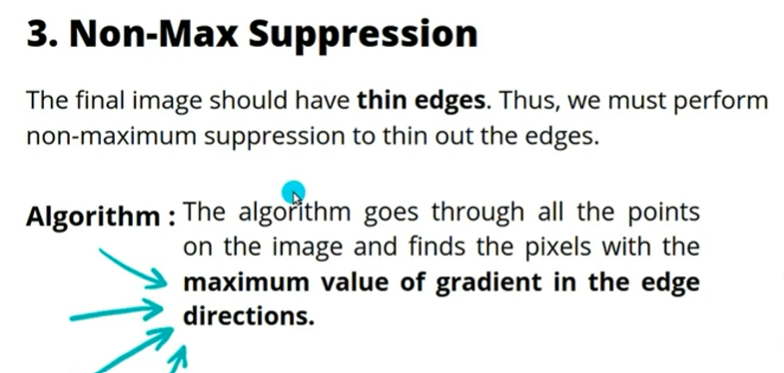 3. Non-Max Suppression
The final image should have thin edges. Thus, we must perform
non-maximum suppression to thin out the edges.
Algorithm : The algorithm goes through all the points
on the image and finds the pixels with the
maximum value of gradient in the edge
directions.